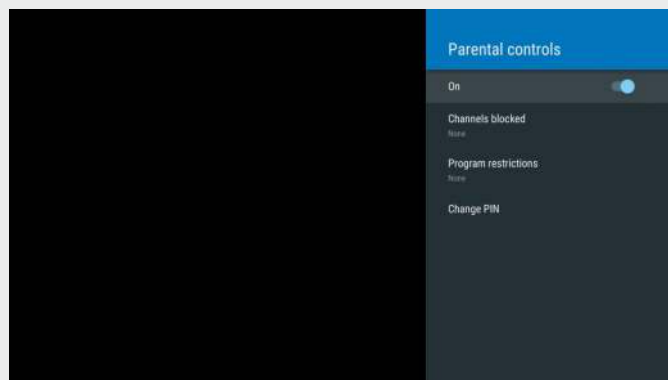 Parental controls
On
Channels blocked
None
Program restrictions
None
Change PIN